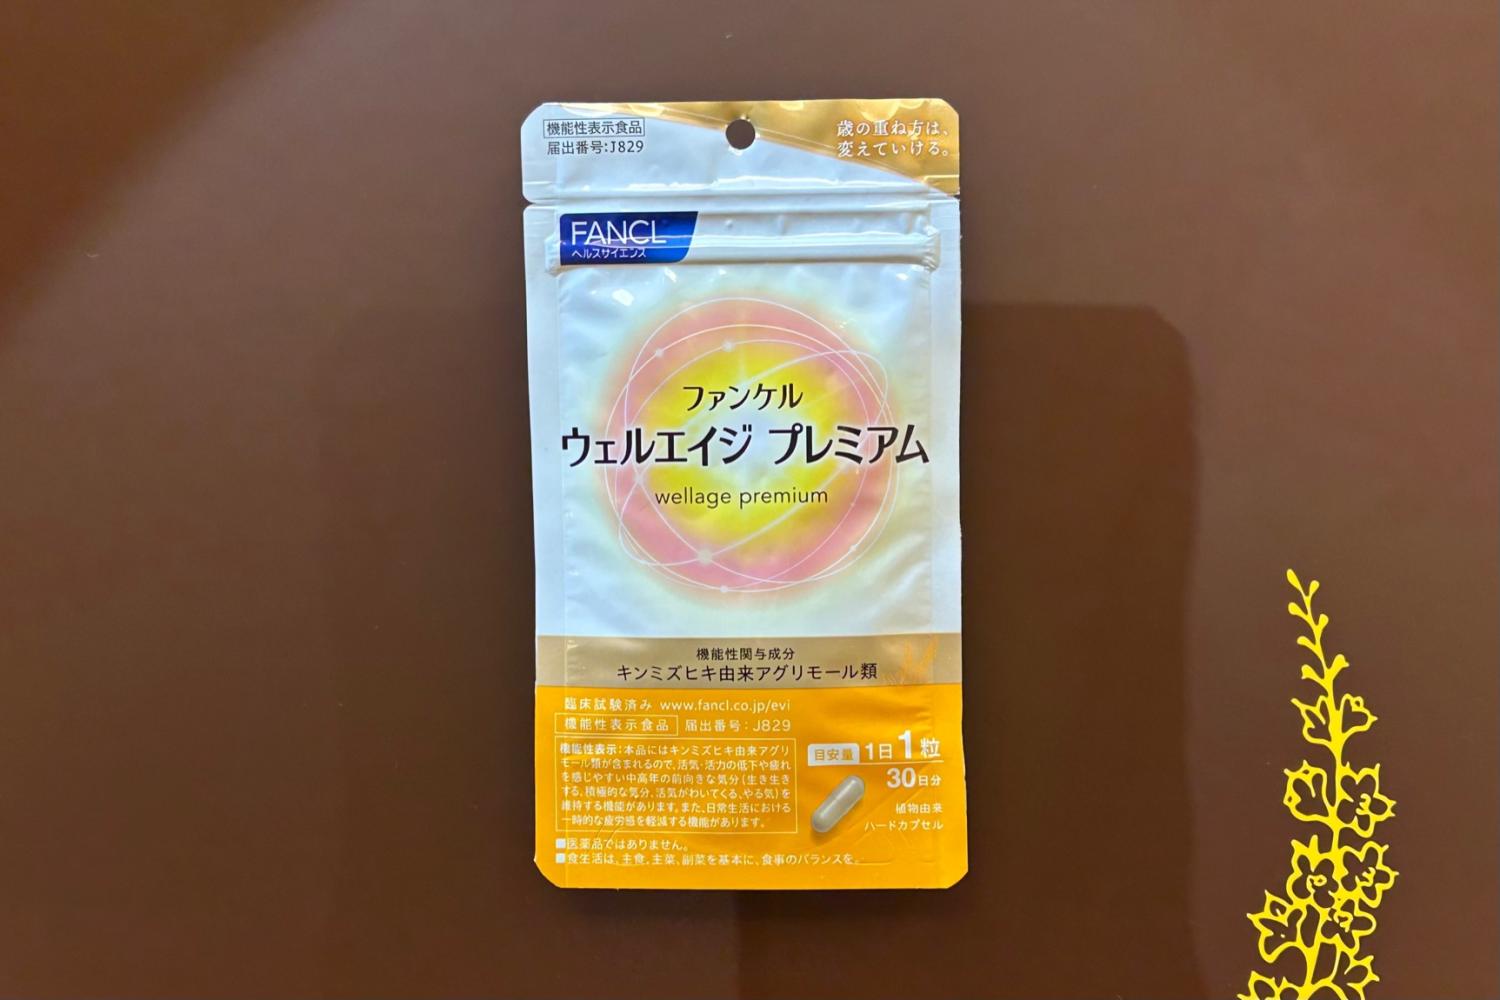 機能性表示食品
届出番号:J829
歳の重ね方は、
変えていける。
FANCL
ヘルスサイエンス
ファンケル
ウェルエイジ プレミアム
wellage premium
機能性関与成分
キンミズヒキ由来アグリモール類
臨床試験済み www.fancl.co.jp/evi
機能性表示食品 届出番号:J829
機能性表示:本品にはキンミズヒキ由来アグリ
モール類が含まれるので、活気・活力の低下や疲れ
を感じやすい中高年の前向きな気分(生き生き
する、積極的な気分、活気がわいてくる、やる気)を
維持する機能があります。また、日常生活における
一時的な疲労感を軽減する機能があります。
目安量 1日1粒
30日分
植物由来
ハードカプセル
■医薬品ではありません。
■食生活は、主食、主菜、副菜を基本に、食事のバランスを。